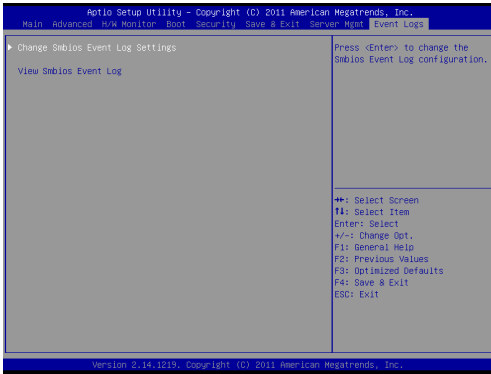 Aptio Setup Utility – Copyright (C) 2011 American Megatrends, Inc.
Main Advanced H/W Monitor Boot Security Save & Exit Server Mgmt Event Logs
▶ Change Smbios Event Log Settings
View Smbios Event Log
Press <Enter> to change the
Smbios Event Log configuration.
→←: Select Screen
↑↓: Select Item
Enter: Select
+/-: Change Opt.
F1: General Help
F2: Previous Values
F3: Optimized Defaults
F4: Save & Exit
ESC: Exit
Version 2.14.1219. Copyright (C) 2011 American Megatrends, Inc.